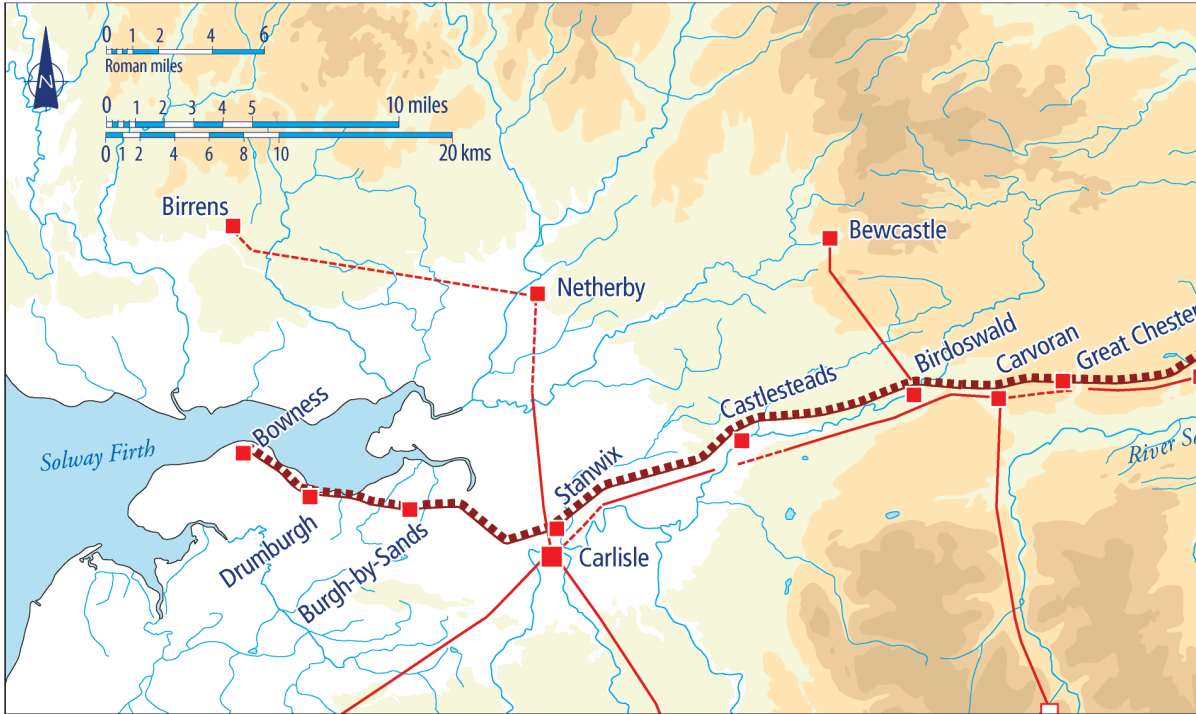 0 1 2 4 6
Roman miles
N
0 1 2 3 4 5 10 miles
0 1 2 4 6 8 10 20 kms
Birrens
Bewcastle
Netherby
Birdoswald
Carvoran
Great Chester
Castlesteads
Bowness
Solway Firth
River So
Stanwix
Drumburgh
Burgh-by-Sands
Carlisle